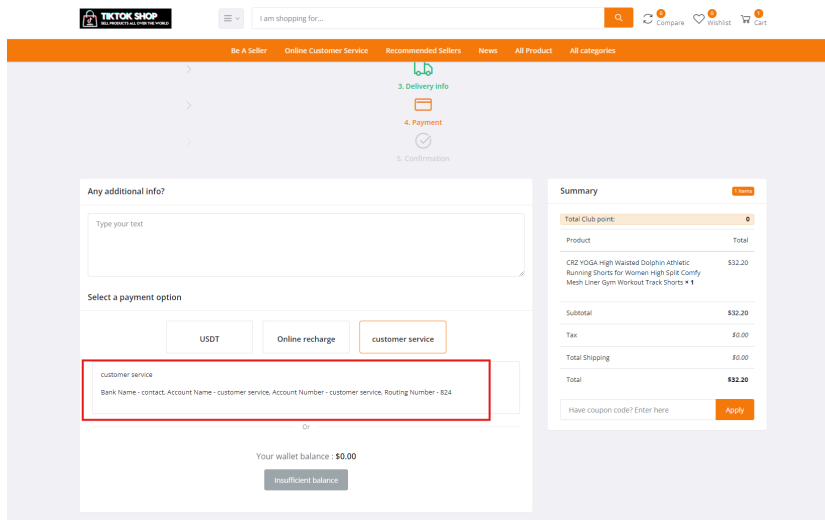 TIKTOK SHOP
SELL PRODUCTS ALL OVER THE WORLD
I am shopping for...
0
Compare
0
Wishlist
1
Cart
Be A Seller
Online Customer Service
Recommended Sellers
News
All Product
All categories
3. Delivery info
4. Payment
5. Confirmation
Any additional info?
Type your text
Select a payment option
USDT
Online recharge
customer service
customer service
Bank Name - contact, Account Name - customer service, Account Number - customer service, Routing Number - 824
Or
Your wallet balance : $0.00
Insufficient balance
Summary
1 Items
Total Club point:
0
Product
Total
CRZ YOGA High Waisted Dolphin Athletic
$32.20
Running Shorts for Women High Split Comfy
Mesh Liner Gym Workout Track Shorts × 1
Subtotal
$32.20
Tax
$0.00
Total Shipping
$0.00
Total
$32.20
Have coupon code? Enter here
Apply